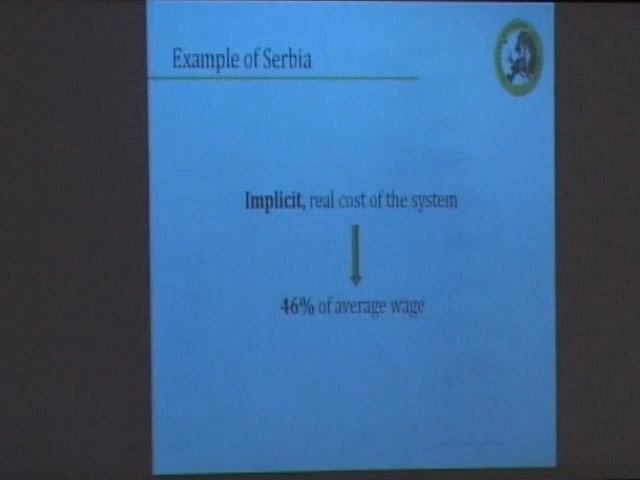 Example of Serbia
Implicit, real cost of the system
46% of average wage